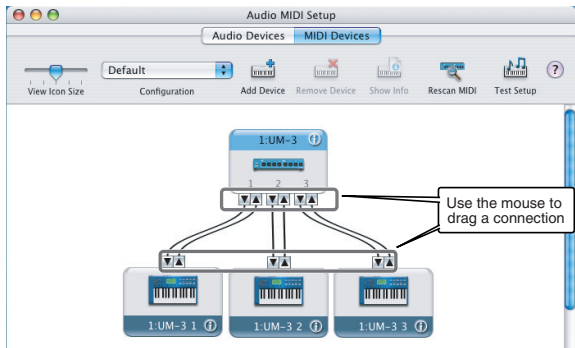 Audio MIDI Setup
Audio Devices MIDI Devices
Default
View Icon Size Configuration Add Device Remove Device Show Info Rescan MIDI Test Setup ?
1:UM-3 i
1 2 3
Use the mouse to
drag a connection
1:UM-3 1 i 1:UM-3 2 i 1:UM-3 3 i